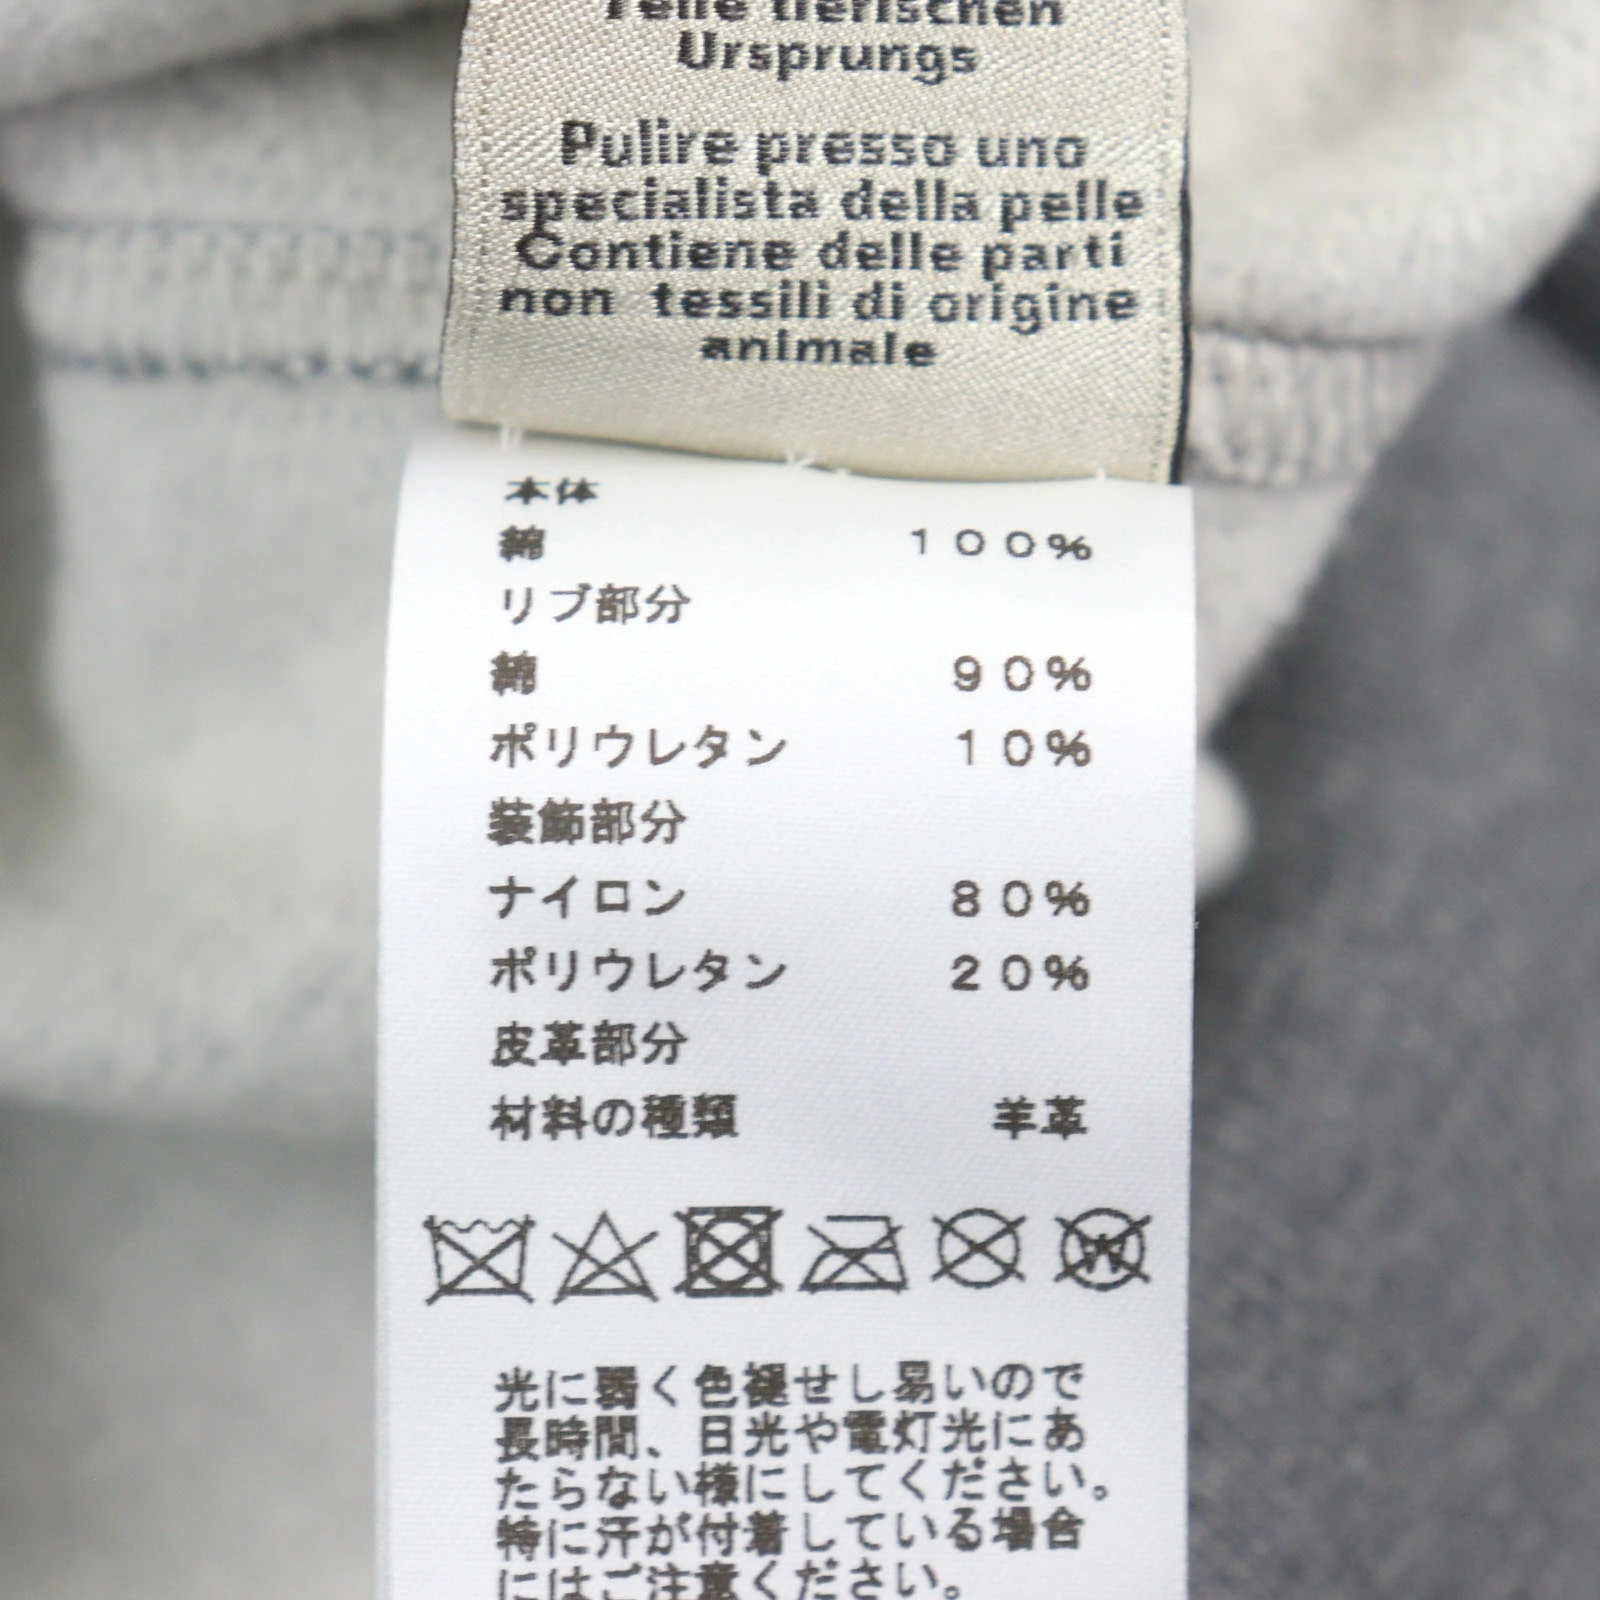 Teile tierischen
Ursprungs
Pulire presso uno
specialista della pelle
Contiene delle parti
non tessili di origine
animale
本体
綿 100%
リブ部分
綿 90%
ポリウレタン 10%
装飾部分
ナイロン 80%
ポリウレタン 20%
皮革部分
材料の種類 羊革
W
光に弱く色褪せし易いので
長時間、日光や電灯光にあ
たらない様にしてください。
特に汗が付着している場合
にはご注意ください。